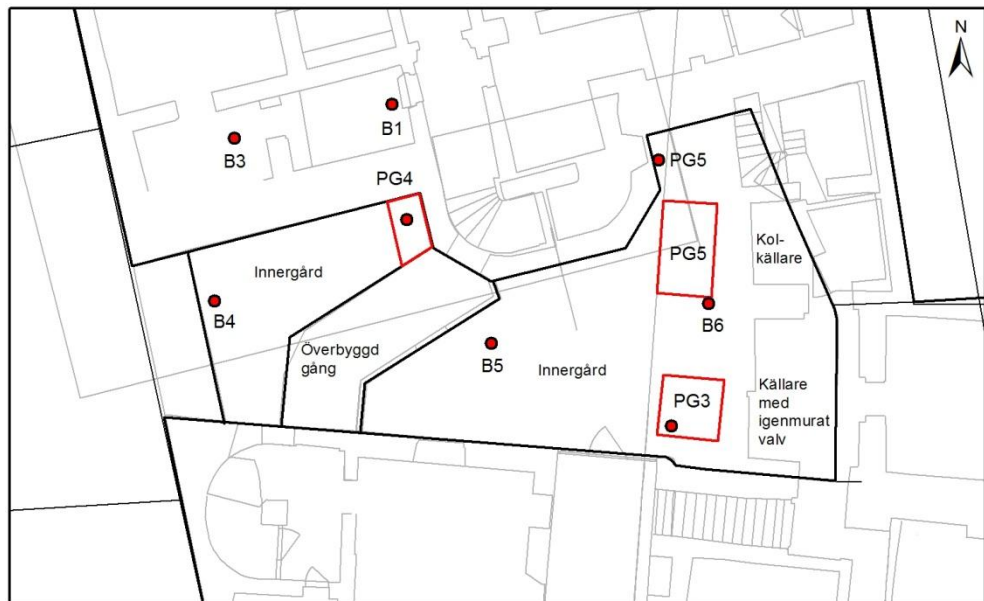 N
B1
B3
PG4
PG5
Innergård
PG5
Kol-
källare
B4
B6
Överbyggd
gång
B5
Innergård
PG3
Källare
med
igenmurat
valv